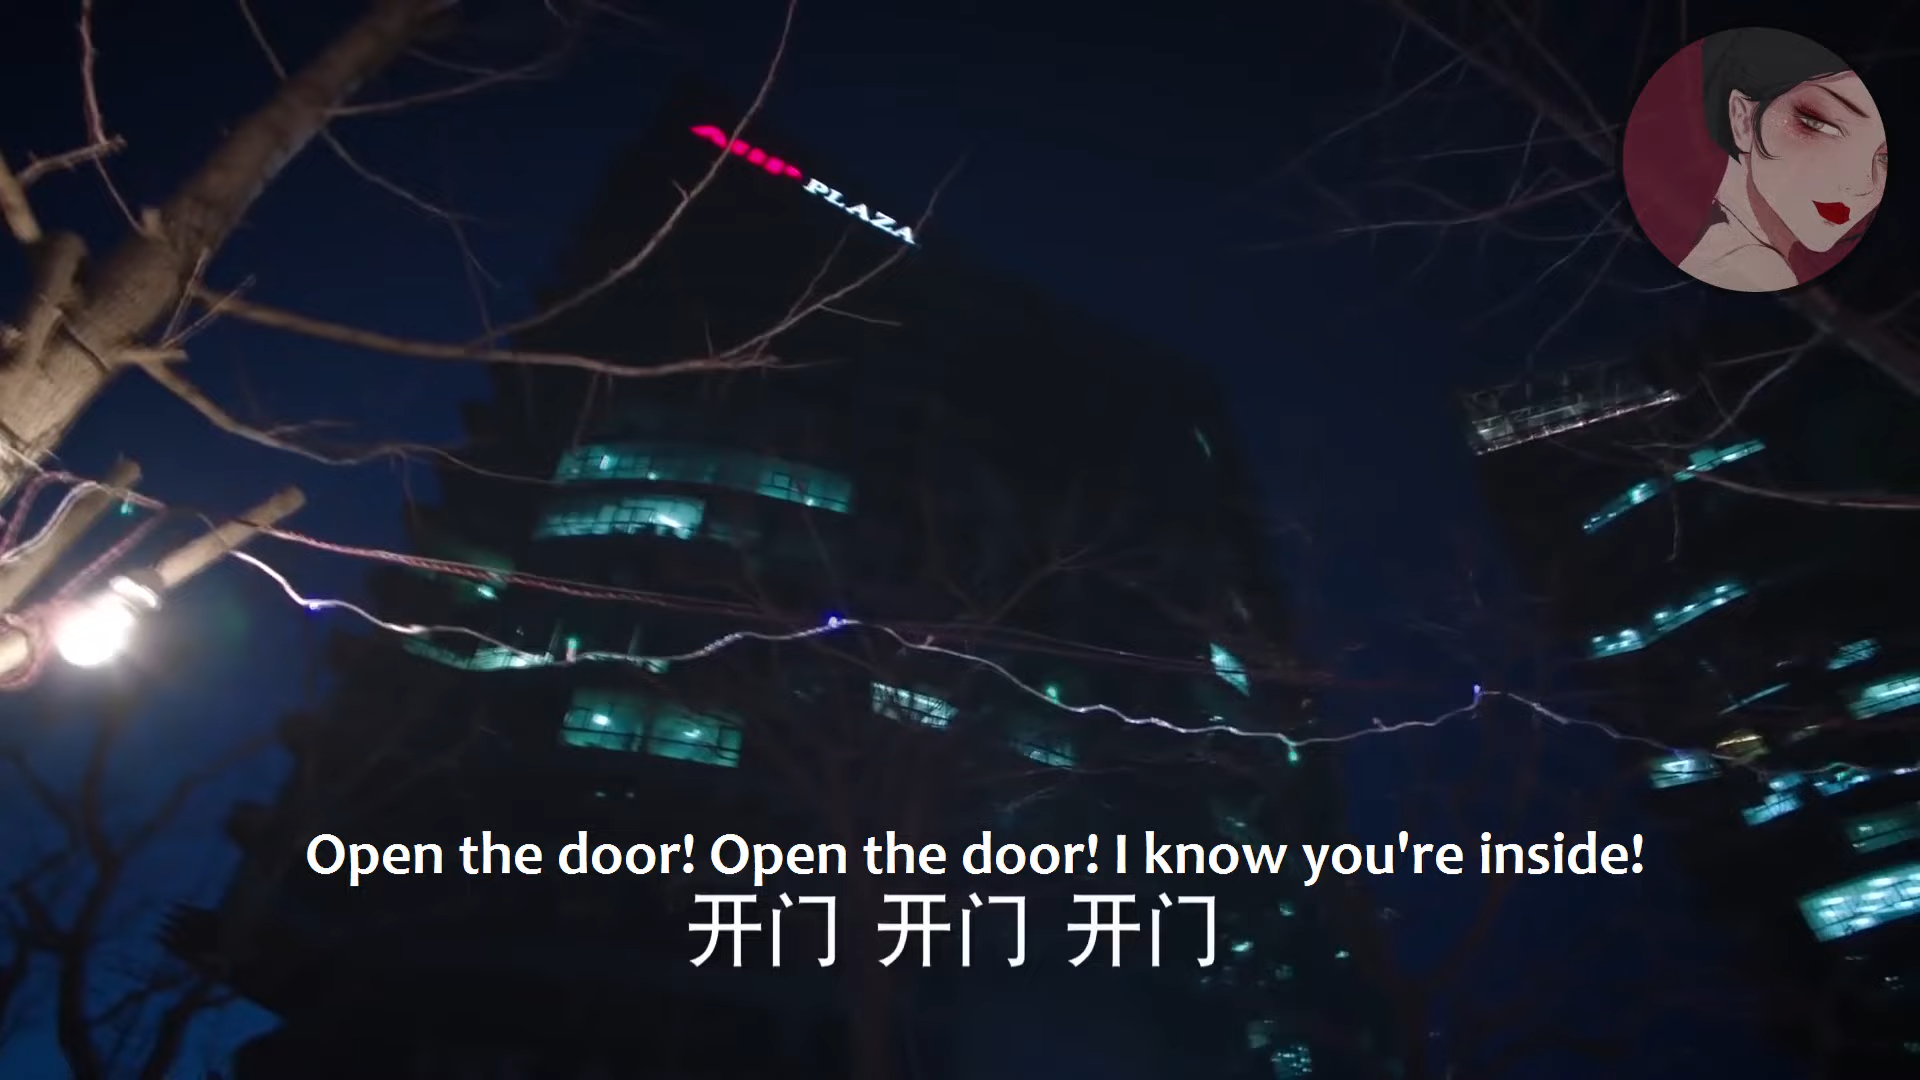 PLAZA
Open the door! Open the door! I know you're inside!
开门 开门 开门